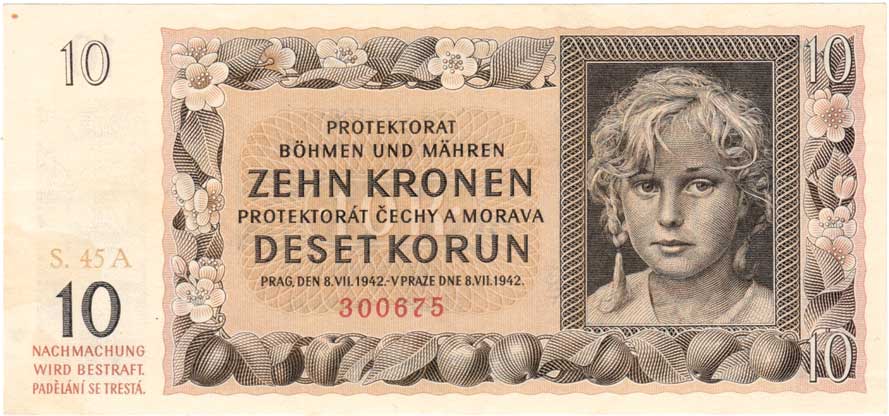 10
PROTEKTORAT
BÖHMEN UND MÄHREN
ZEHN KRONEN
PROTEKTORÁT ČECHY A MORAVA
DESET KORUN
PRAG, DEN 8.VII.1942.-V PRAZE DNE 8.VII.1942.
300675
S. 45 A
10
NACHMACHUNG
WIRD BESTRAFT.
PADĚLÁNÍ SE TRESTÁ.
10
10